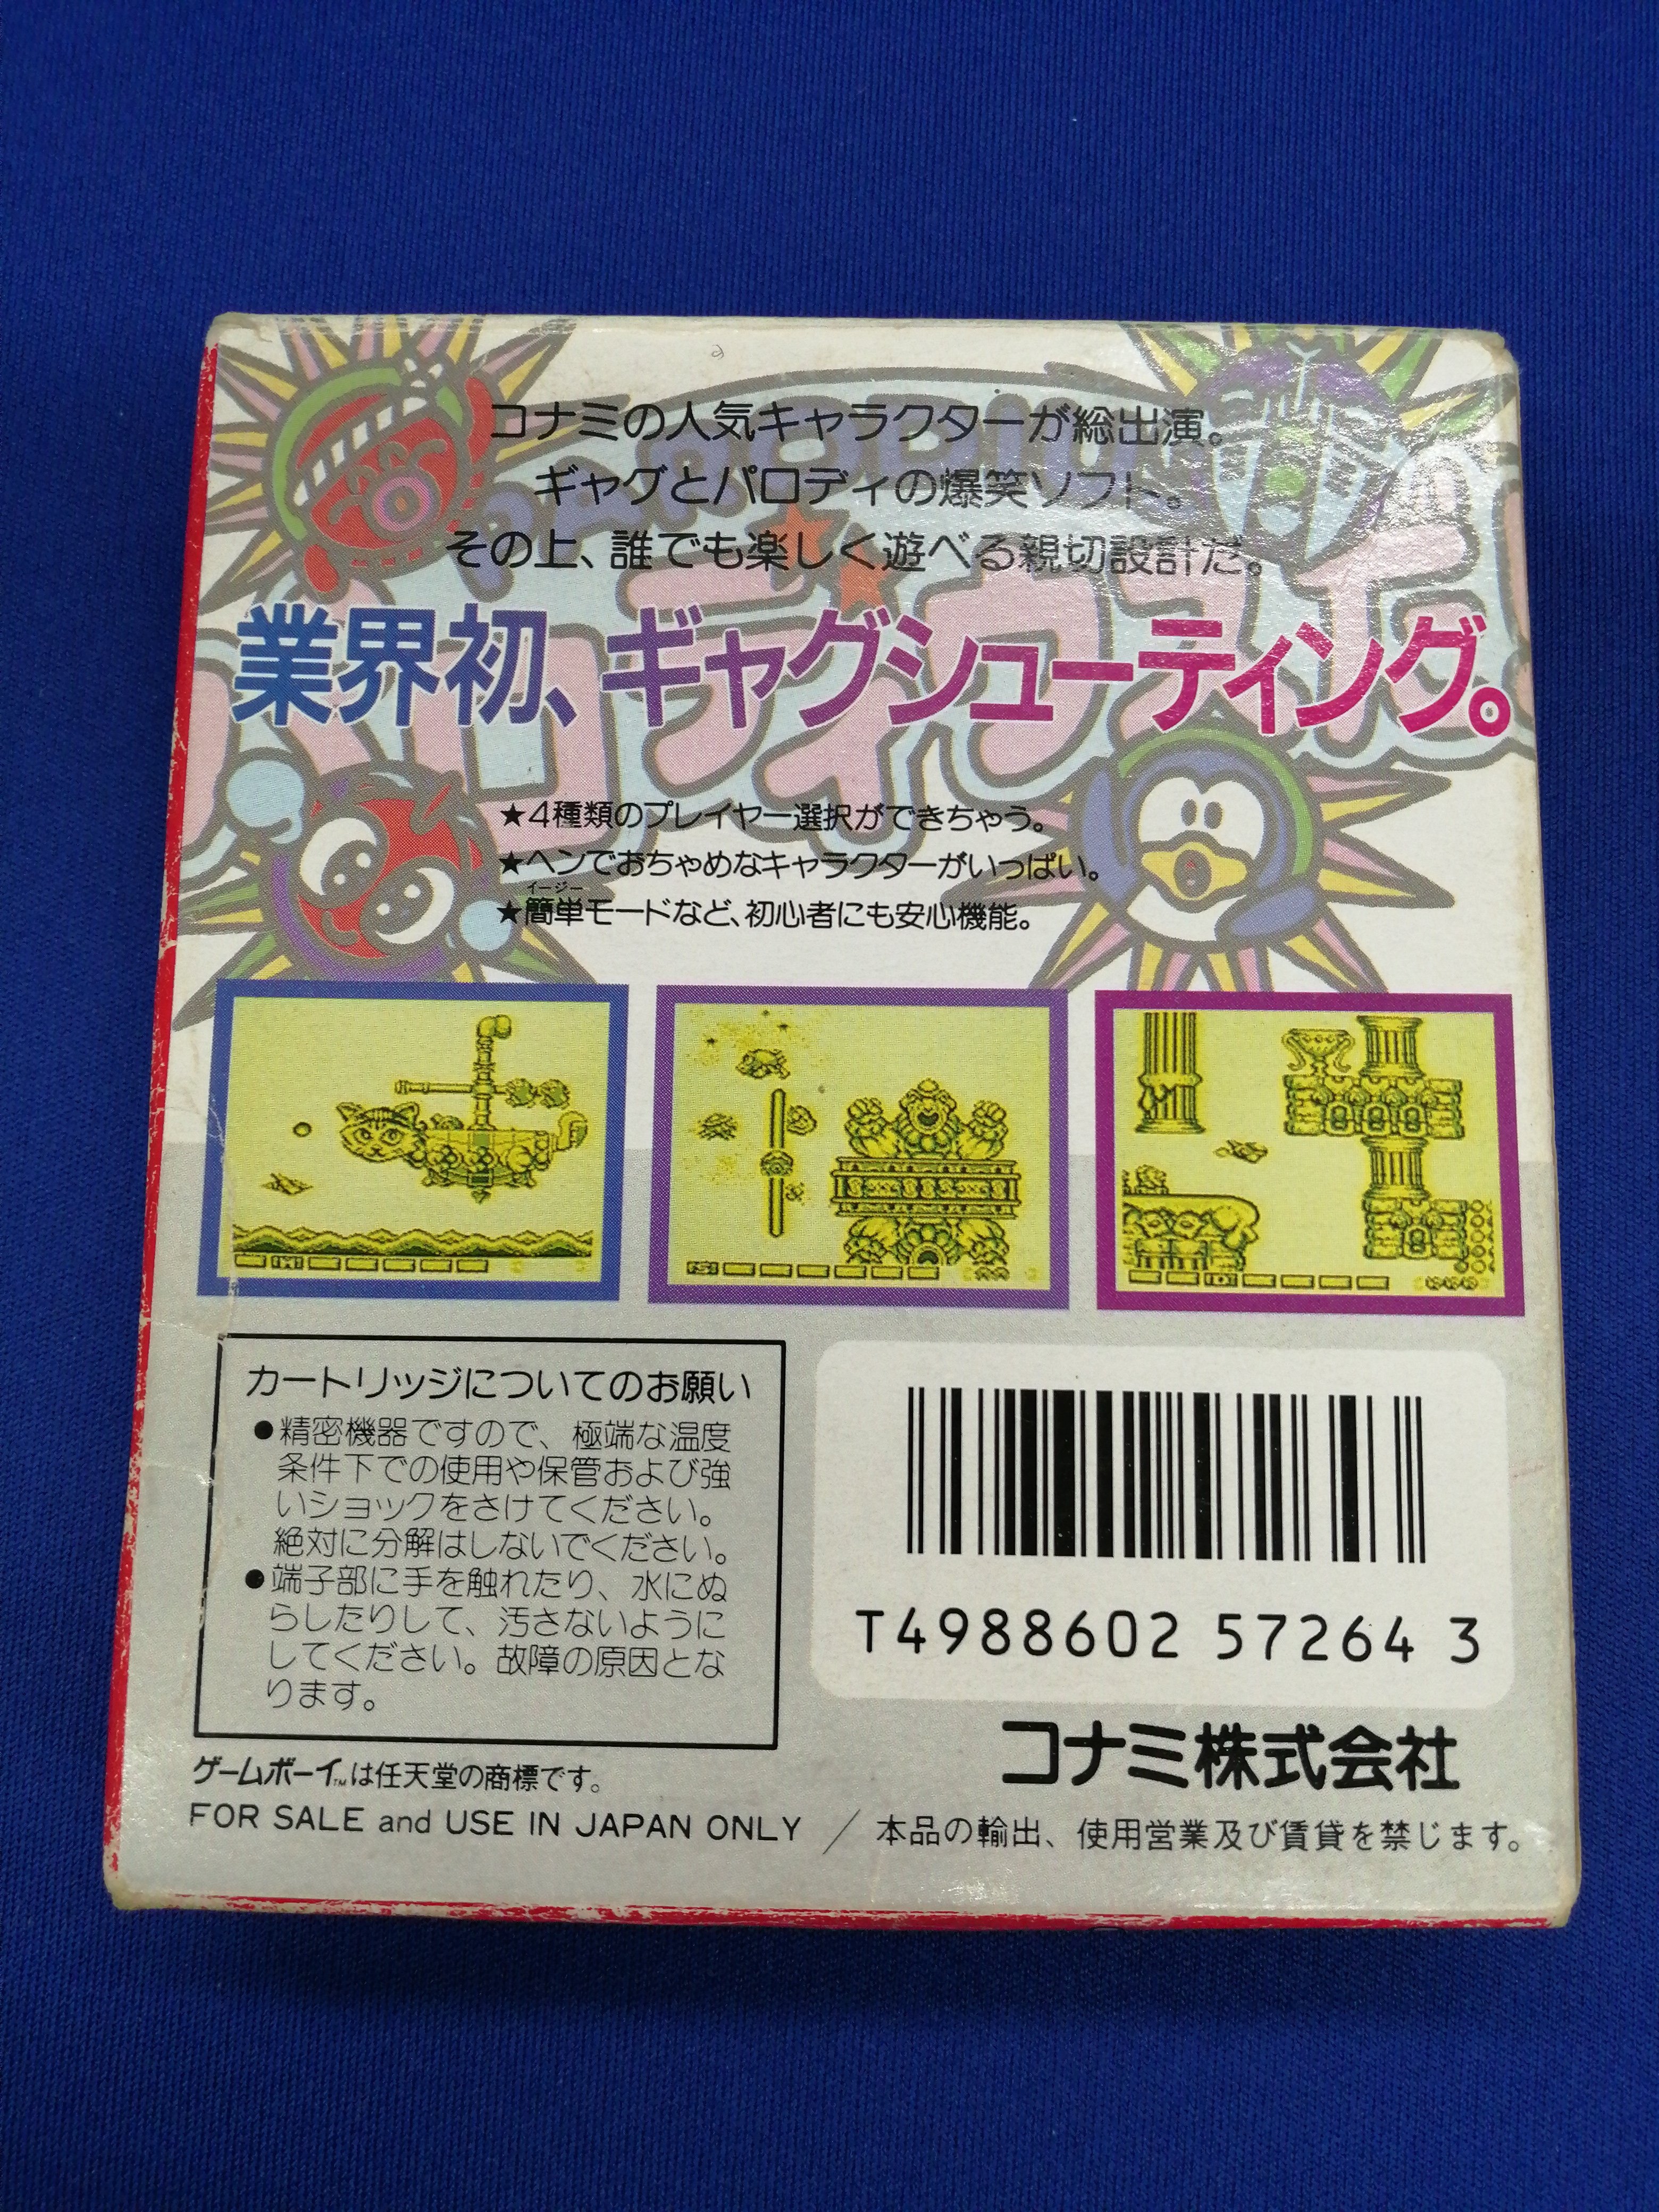 コナミの人気キャラクターが総出演。
ギャグとパロディの爆笑ソフト。
その上、誰でも楽しく遊べる親切設計だ。
業界初、ギャグシューティング。
★4種類のプレイヤー選択ができちゃう。
★ヘンでおちゃめなキャラクターがいっぱい。
イージー
★簡単モードなど、初心者にも安心機能。
カートリッジについてのお願い
●精密機器ですので、極端な温度
条件下での使用や保管および強
いショックをさけてください。
絶対に分解はしないでください。
●端子部に手を触れたり、水にぬ
らしたりして、汚さないように
してください。故障の原因とな
ります。
T4988602 57264 3
コナミ株式会社
ゲームボーイ™は任天堂の商標です。
FOR SALE and USE IN JAPAN ONLY / 本品の輸出、使用営業及び賃貸を禁じます。